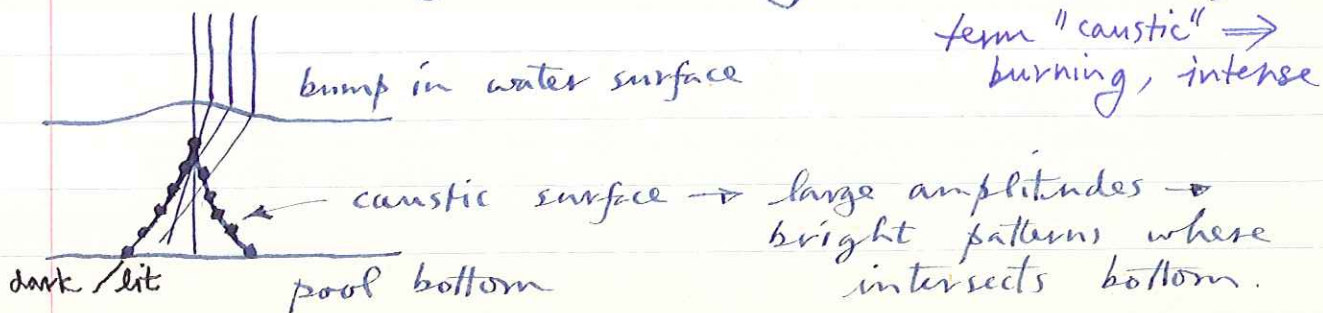 term "caustic" ⇒
burning, intense
bump in water surface
caustic surface → large amplitudes →
bright patterns where
intersects bottom.
dark / lit
pool bottom